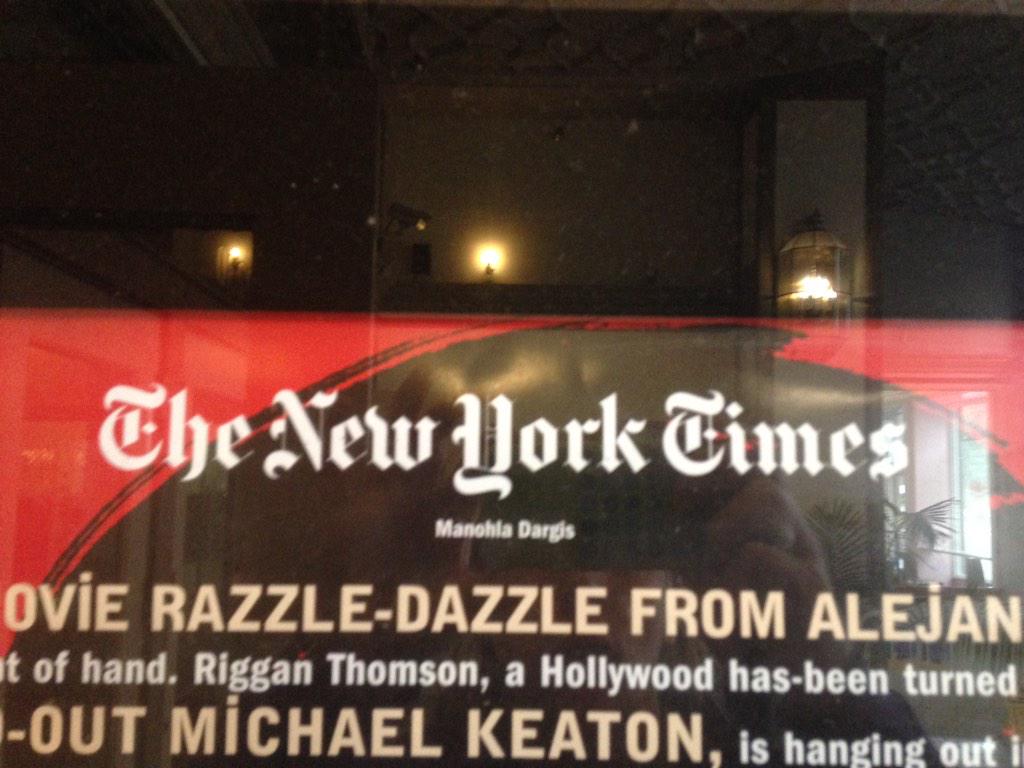 The New York Times
Manohla Dargis
OViE RAZZLE-DAZZLE FROM ALEJAN
t of hand. Riggan Thomson, a Hollywood has-been turned
-OUT MiCHAEL KEATON, is hanging out i